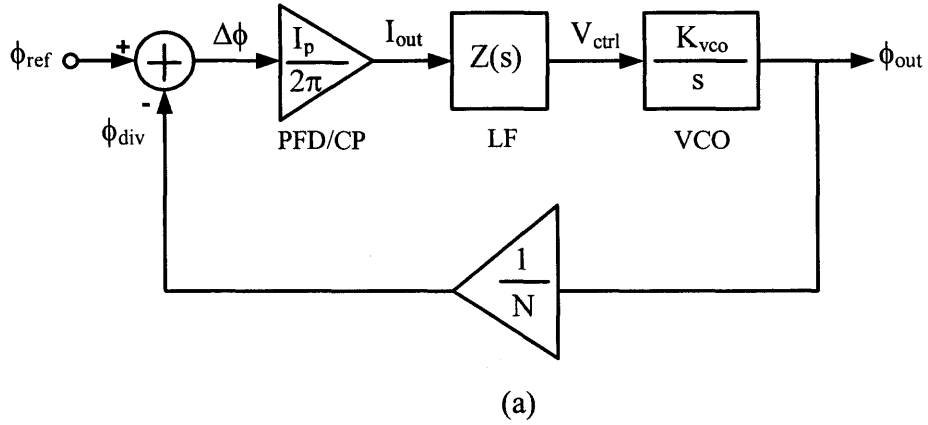 ϕref
+
-
Δϕ
Ip
2π
PFD/CP
Iout
Z(s)
LF
Vctrl
Kvco
s
VCO
ϕout
ϕdiv
1
N
(a)